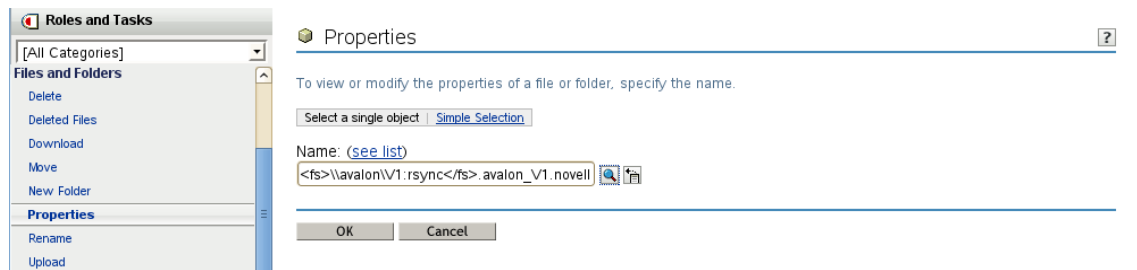 Roles and Tasks
[All Categories]
Files and Folders
Delete
Deleted Files
Download
Move
New Folder
Properties
Rename
Upload
Properties
?
To view or modify the properties of a file or folder, specify the name.
Select a single object | Simple Selection
Name: (see list)
<fs>\\avalon\V1:rsync</fs>.avalon_V1.novell
OK Cancel